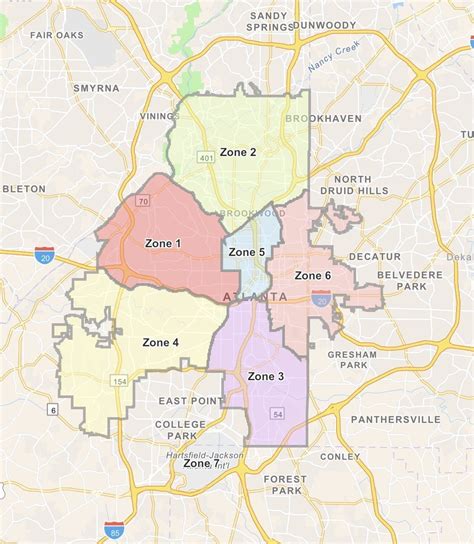 SANDY
SPRINGS
DUNWOODY
FAIR OAKS
Nancy Creek
SMYRNA
VININGS
BROOKHAVEN
Zone 2
401
NORTH
DRUID HILLS
BLETON
70
BROOKWOOD
Zone 1
Zone 5
DECATUR
Deka
20
Zone 6
BELVEDERE
PARK
ATLANTA
20
Zone 4
GRESHAM
PARK
Zone 3
154
EAST POINT
6
54
PANTHERSVILLE
COLLEGE
PARK
Hartsfield-Jackson
Int'l
Zone 7
CONLEY
FOREST
PARK
85